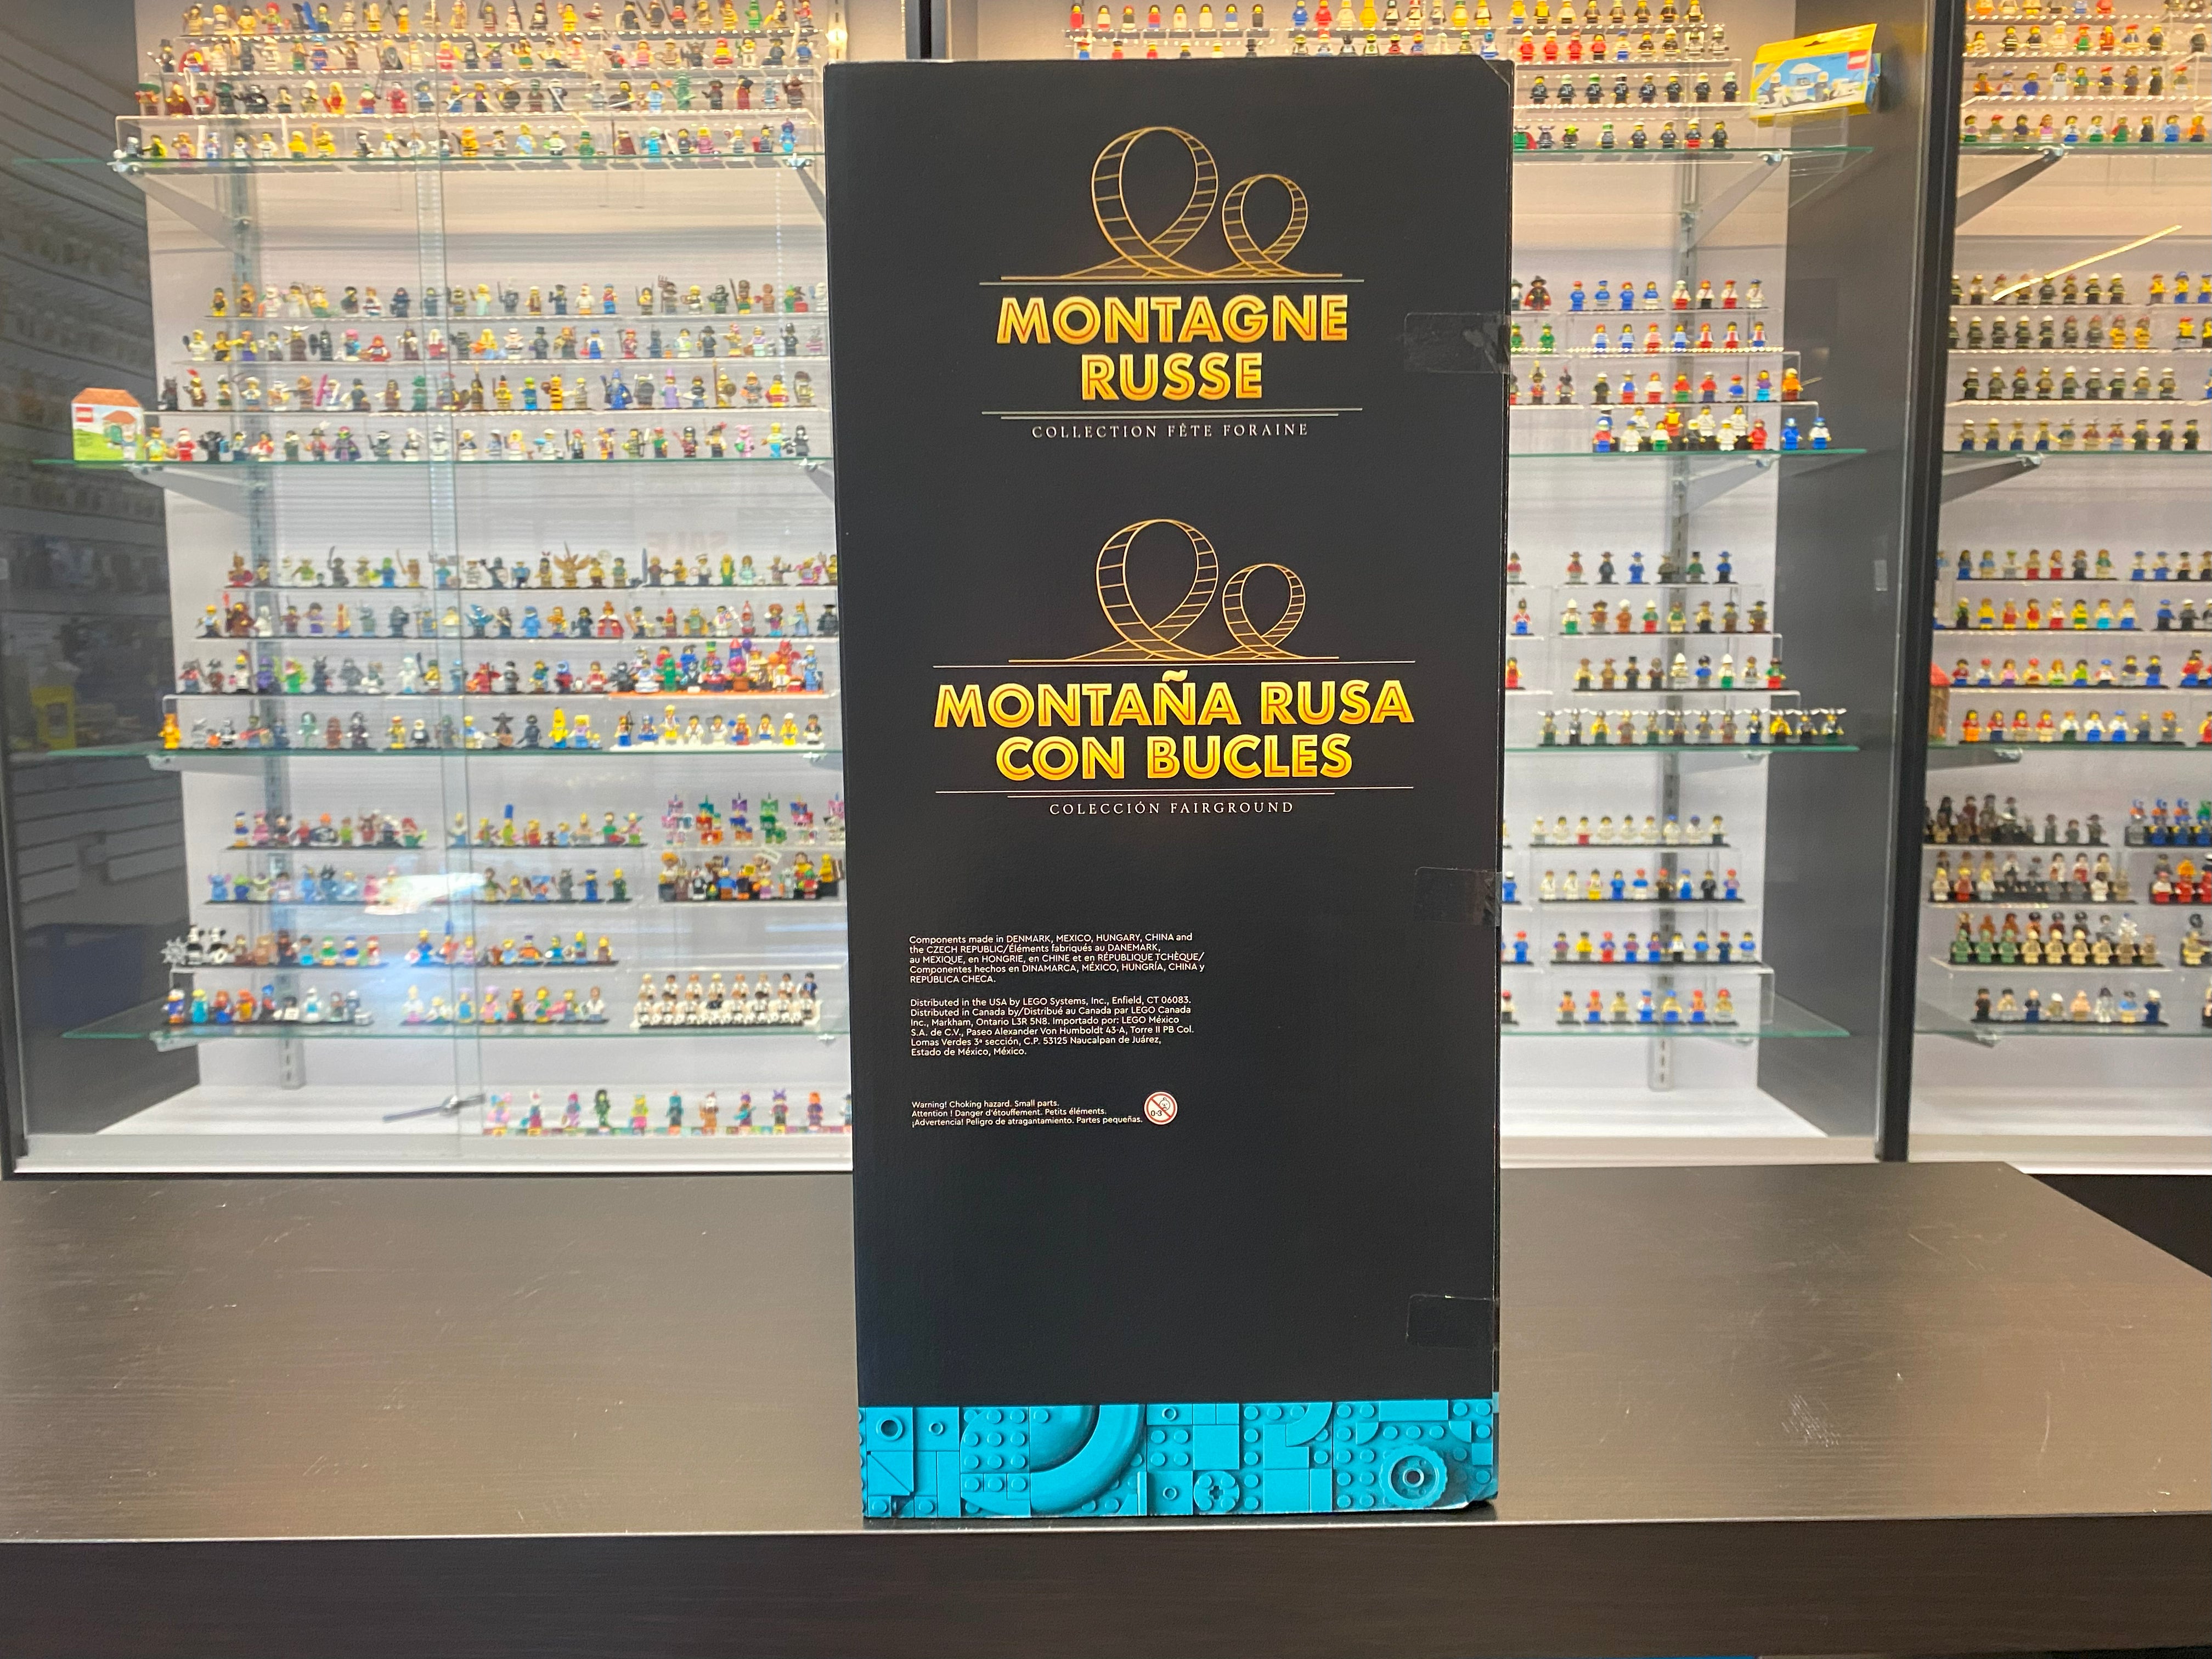 MONTAGNE
RUSSE
COLLECTION FÊTE FORAINE
MONTAÑA RUSA
CON BUCLES
COLECCIÓN FAIRGROUND
Components made in DENMARK, MEXICO, HUNGARY, CHINA and
the CZECH REPUBLIC/Éléments fabriqués au DANEMARK,
au MEXIQUE, en HONGRIE, en CHINE et en RÉPUBLIQUE TCHÈQUE/
Componentes hechos en DINAMARCA, MÉXICO, HUNGRÍA, CHINA y
REPÚBLICA CHECA.
Distributed in the USA by LEGO Systems, Inc., Enfield, CT 06083.
Distributed in Canada by/Distribué au Canada par LEGO Canada
Inc., Markham, Ontario L3R 5N8. Importado por: LEGO México
S.A. de C.V., Paseo Alexander Von Humboldt 43-A, Torre II PB Col.
Lomas Verdes 3ª sección, C.P. 53125 Naucalpan de Juárez,
Estado de México, México.
Warning! Choking hazard. Small parts.
Attention ! Danger d'étouffement. Petits éléments.
¡Advertencia! Peligro de atragantamiento. Partes pequeñas.
0-3